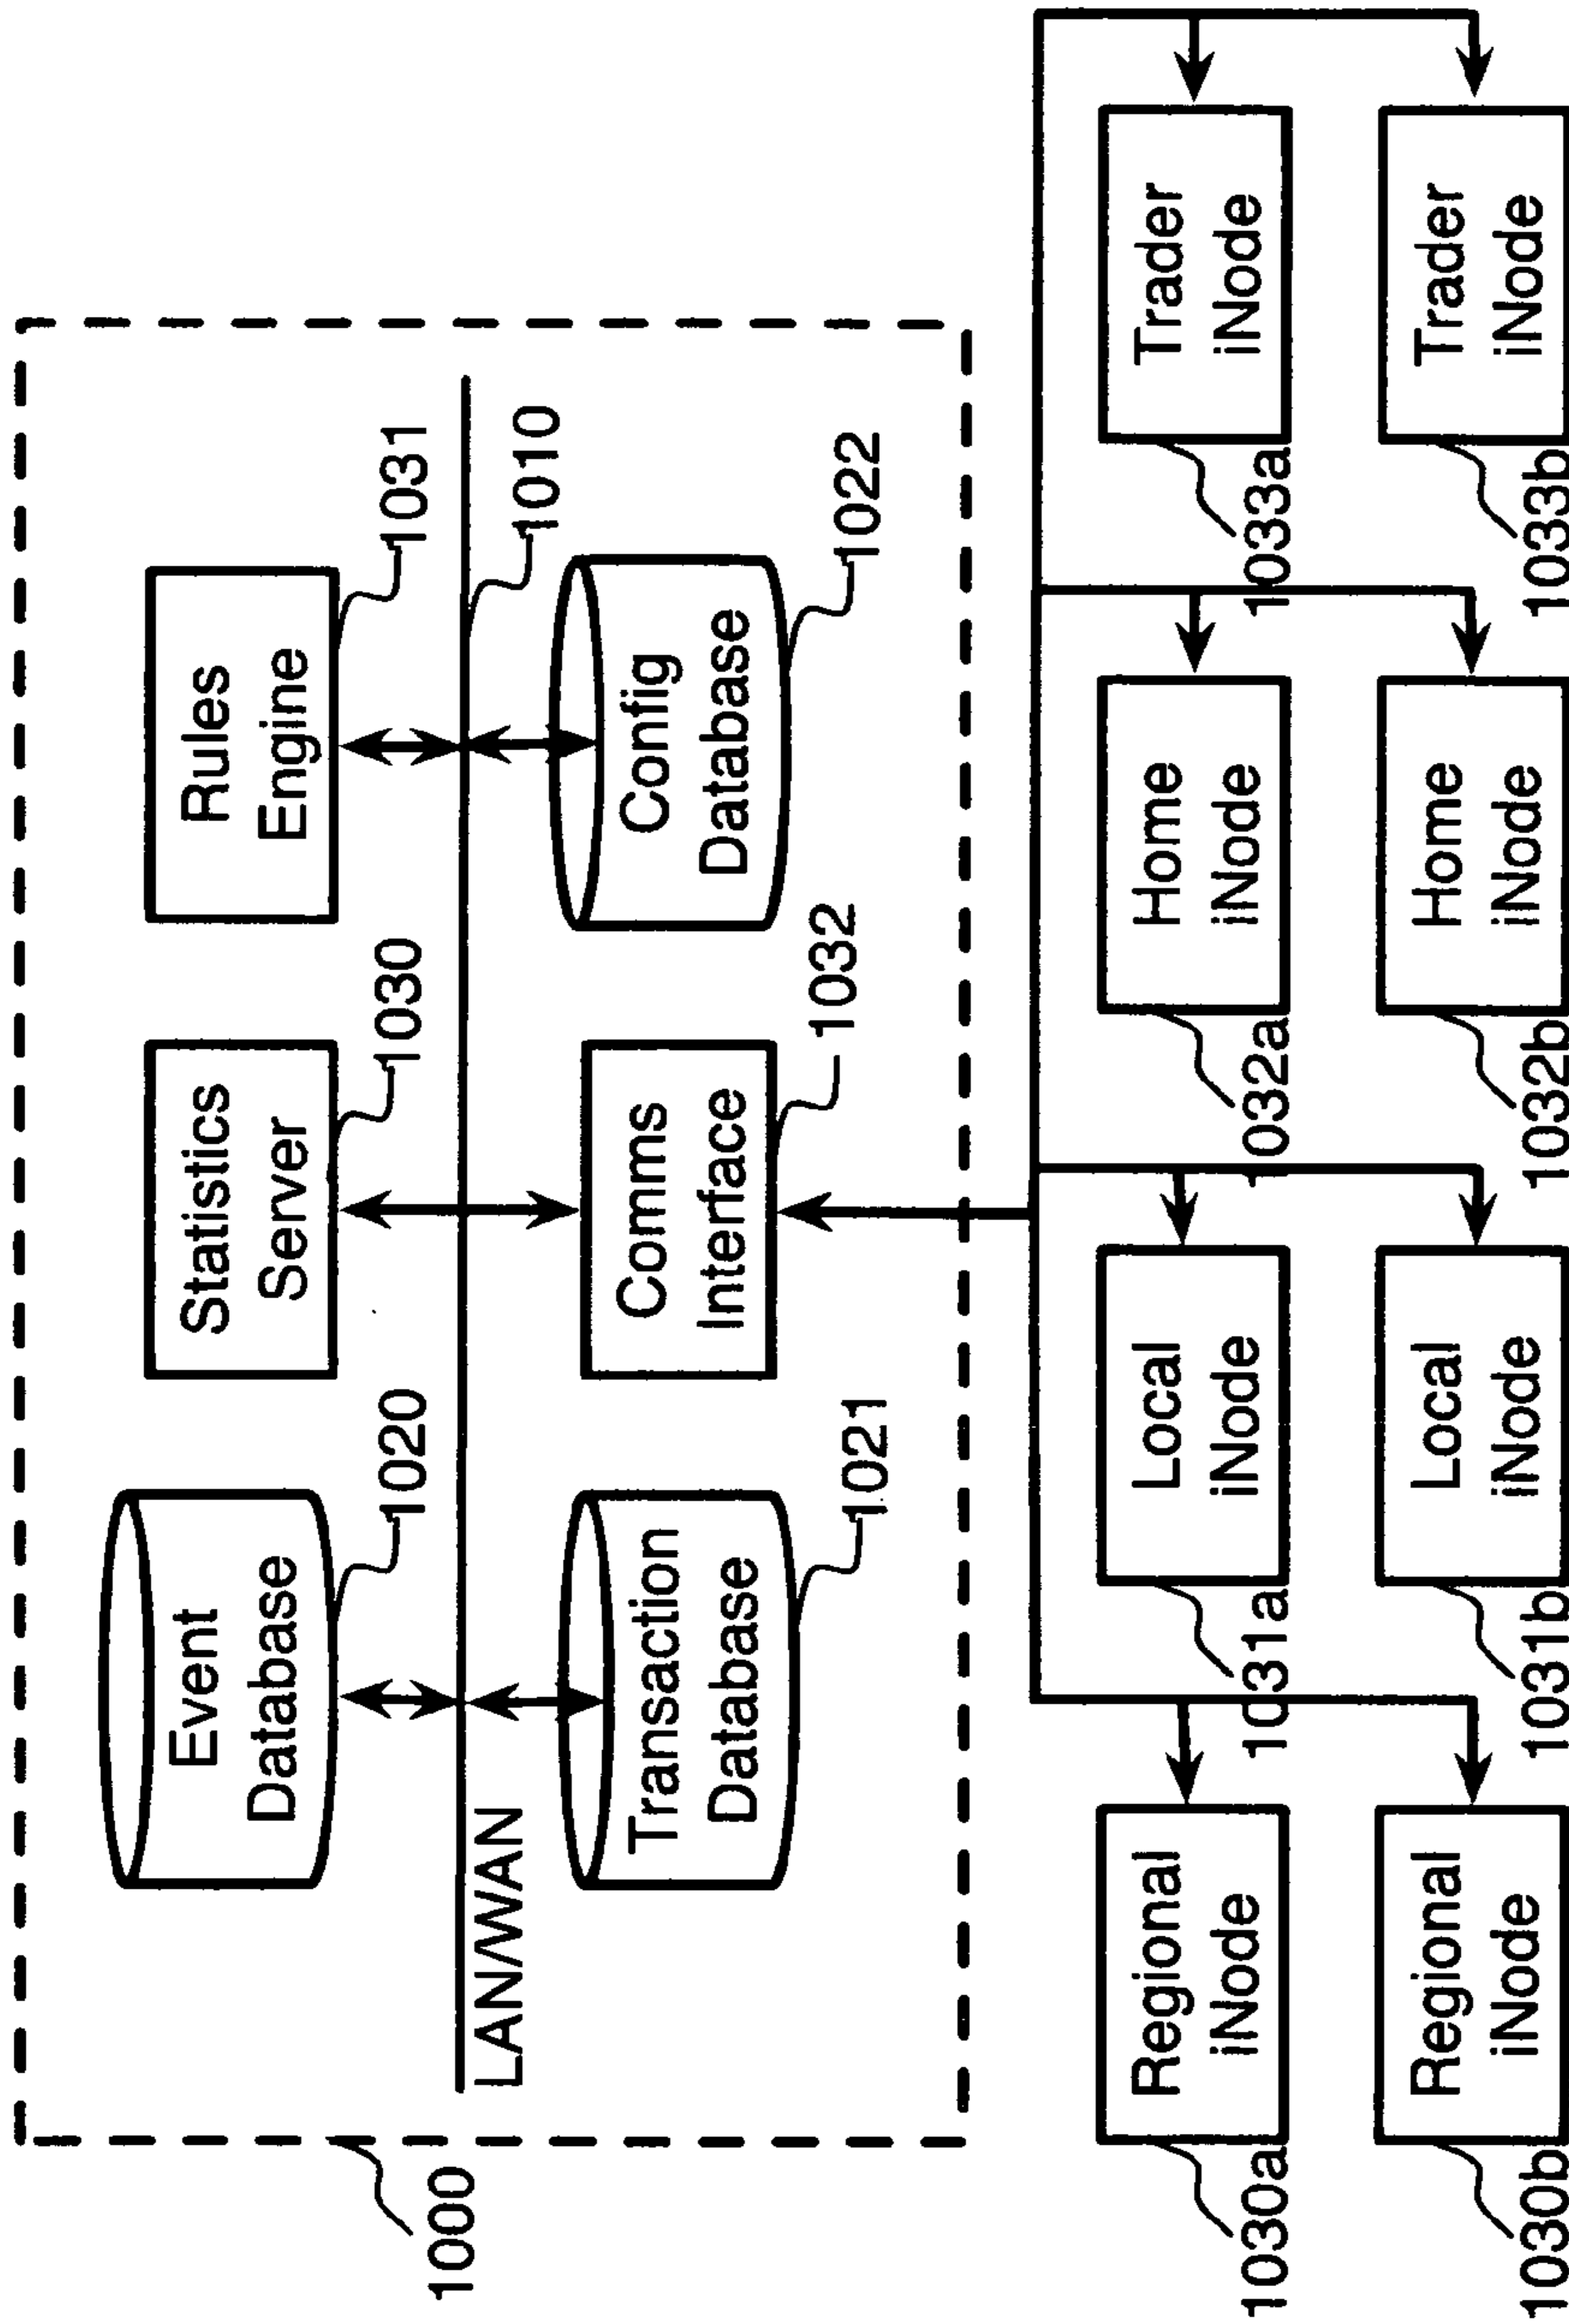 1000
Event
Database
1020
Statistics
Server
1030
Rules
Engine
1031
LAN/WAN
1010
Transaction
Database
1021
Comms
Interface
1032
Config
Database
1022
Regional
iNode
1030a
Local
iNode
1031a
Home
iNode
1032a
Trader
iNode
1033a
Regional
iNode
1030b
Local
iNode
1031b
Home
iNode
1032b
Trader
iNode
1033b